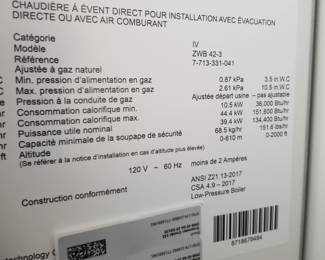 CHAUDIÈRE À ÉVENT DIRECT POUR INSTALLATION AVEC ÉVACUATION
DIRECTE OU AVEC AIR COMBURANT
Catégorie IV
Modèle ZWB 42-3
Référence 7-713-331-041
Ajustée à gaz naturel
Min. pression d'alimentation en gaz 0.87 kPa 3.5 in.W.C
Max. pression d'alimentation en gaz 2.61 kPa 10.5 in.W.C
Pression à la conduite de gaz Ajustée départ usine – pas ajustable
Consommation calorifique min. 10.5 kW 36,000 Btu/hr
Consommation calorifique max. 44.4 kW 151,600 Btu/hr
Puissance utile nominal 39.4 kW 134,400 Btu/hr
Capacité minimale de la soupape de sécurité 68.5 kg/hr 151.6 lbs/hr
Altitude 0-610 m 0-2000 ft
(Se référer à la notice d'installation en cas d'altitude plus élevée)
120 V ~ 60 Hz moins de 2 Ampères
Construction conformément ANSI Z21.13-2017
CSA 4.9 – 2017
Low-Pressure Boiler
8718679484